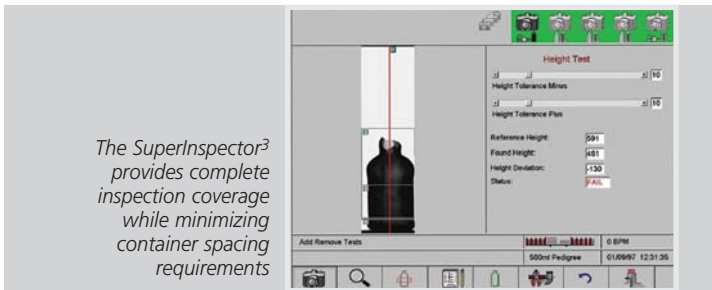 The SuperInspector³
provides complete
inspection coverage
while minimizing
container spacing
requirements
Height Test
10
Height Tolerance Minus
10
Height Tolerance Plus
Reference Height: 591
Found Height: 461
Height Deviation: -130
Status: FAIL
Add Remove Tests
0 BPM
500ml Pedigree
01/09/97 12:31:35